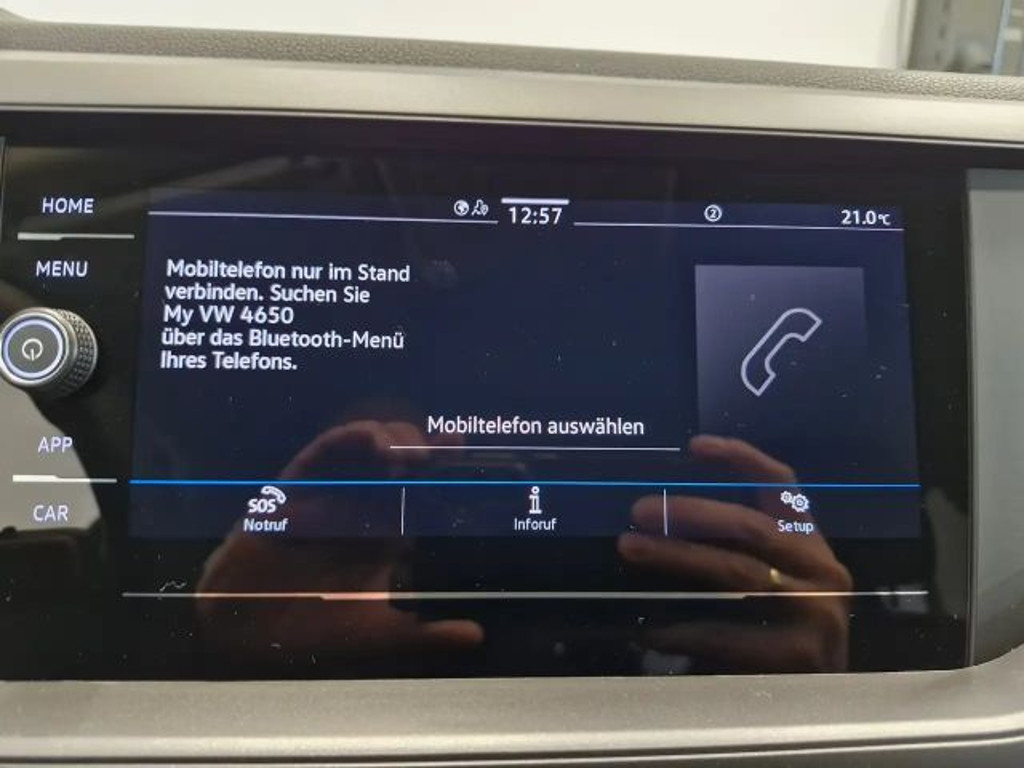 HOME
MENU
APP
CAR
12:57
2
21.0°C
Mobiltelefon nur im Stand
verbinden. Suchen Sie
My VW 4650
über das Bluetooth-Menü
Ihres Telefons.
Mobiltelefon auswählen
SOS
Notruf
Inforuf
Setup